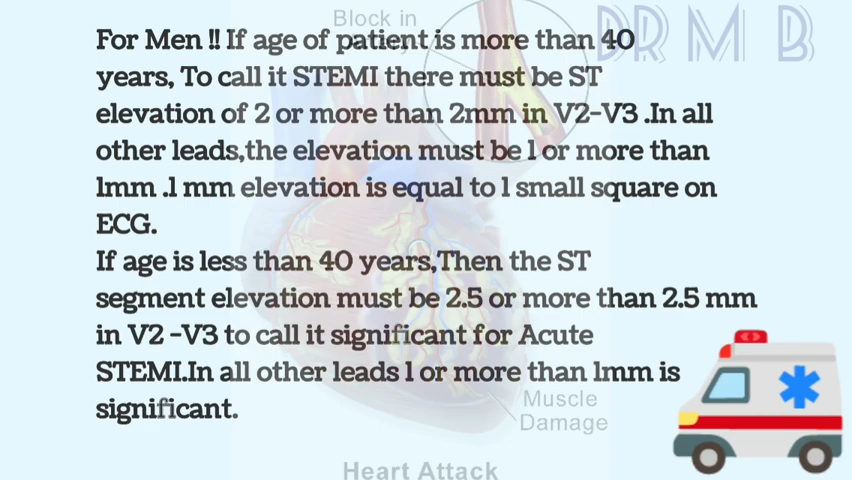 Block in
DR M B
For Men !! If age of patient is more than 40
years, To call it STEMI there must be ST
elevation of 2 or more than 2mm in V2-V3 .In all
other leads,the elevation must be 1 or more than
1mm .1 mm elevation is equal to 1 small square on
ECG.
If age is less than 40 years,Then the ST
segment elevation must be 2.5 or more than 2.5 mm
in V2 -V3 to call it significant for Acute
STEMI.In all other leads 1 or more than 1mm is
significant.
Muscle
Damage
Heart Attack